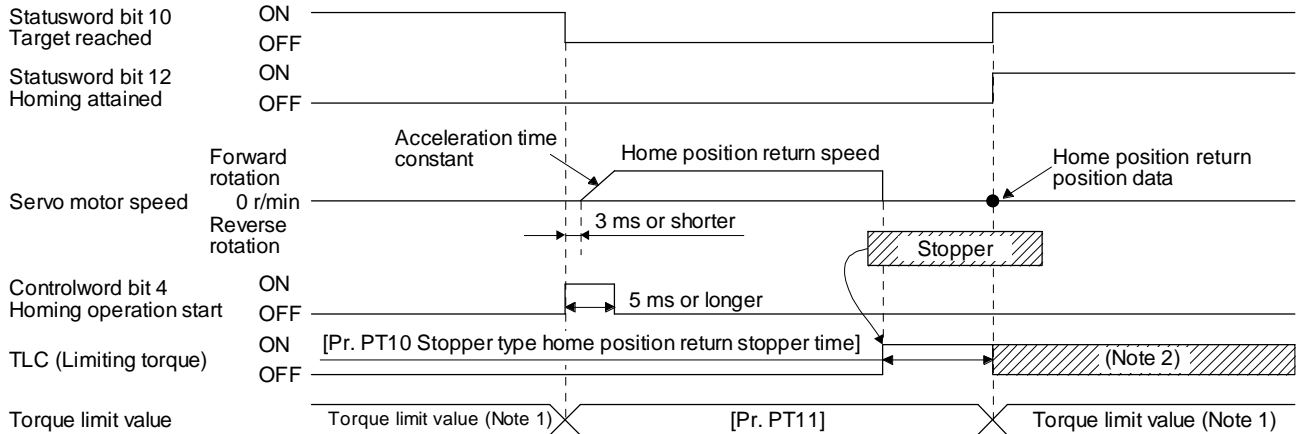 Statusword bit 10
Target reached
ON
OFF
Statusword bit 12
Homing attained
ON
OFF
Acceleration time
constant
Home position return speed
Home position return
position data
Servo motor speed
Forward
rotation
0 r/min
Reverse
rotation
3 ms or shorter
Stopper
Controlword bit 4
Homing operation start
ON
OFF
5 ms or longer
TLC (Limiting torque)
ON
OFF
[Pr. PT10 Stopper type home position return stopper time]
(Note 2)
Torque limit value
Torque limit value (Note 1)
[Pr. PT11]
Torque limit value (Note 1)